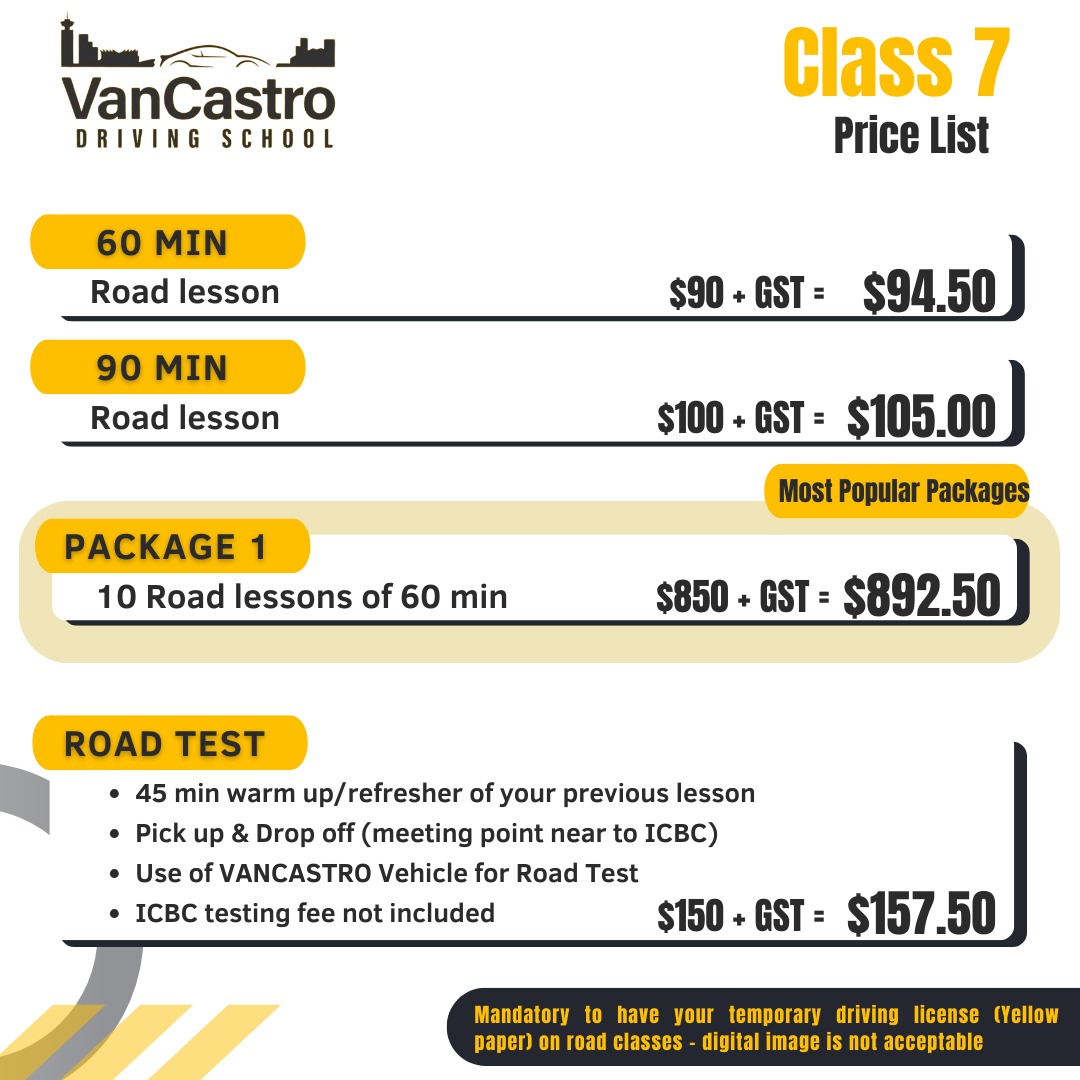 VanCastro
DRIVING SCHOOL
Class 7
Price List
60 MIN
Road lesson
$90 + GST = $94.50
90 MIN
Road lesson
$100 + GST = $105.00
Most Popular Packages
PACKAGE 1
10 Road lessons of 60 min
$850 + GST = $892.50
ROAD TEST
• 45 min warm up/refresher of your previous lesson
• Pick up & Drop off (meeting point near to ICBC)
• Use of VANCASTRO Vehicle for Road Test
• ICBC testing fee not included
$150 + GST = $157.50
Mandatory to have your temporary driving license (Yellow
paper) on road classes - digital image is not acceptable